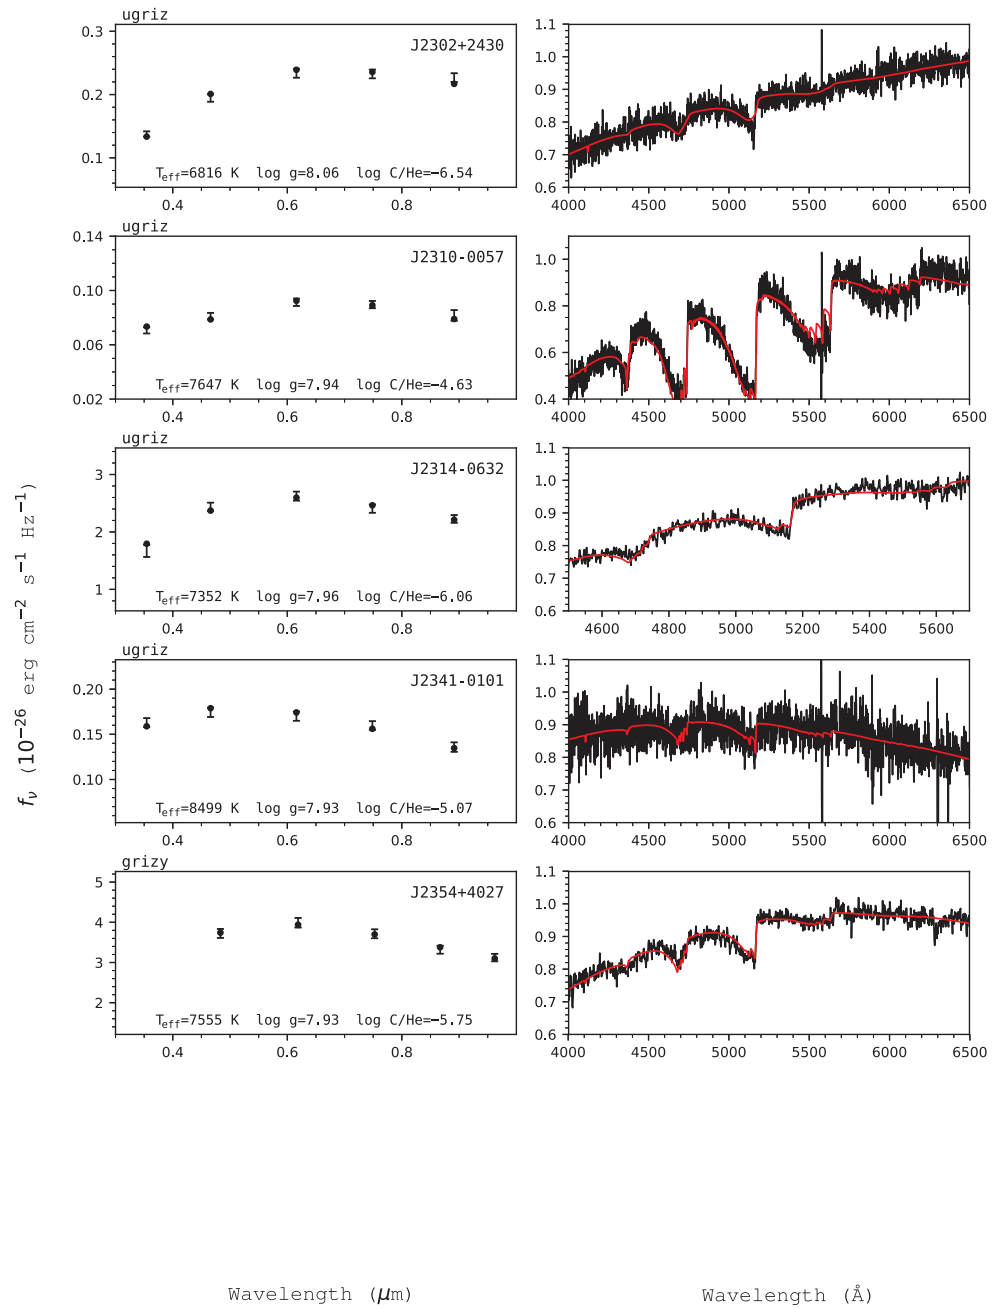 ugriz
0.3
0.2
0.1
J2302+2430
T_eff=6816 K log g=8.06 log C/He=−6.54
0.4 0.6 0.8
1.1
1.0
0.9
0.8
0.7
0.6
4000 4500 5000 5500 6000 6500
ugriz
0.14
0.10
0.06
0.02
J2310-0057
T_eff=7647 K log g=7.94 log C/He=−4.63
0.4 0.6 0.8
1.0
0.8
0.6
0.4
4000 4500 5000 5500 6000 6500
ugriz
3
2
1
J2314-0632
T_eff=7352 K log g=7.96 log C/He=−6.06
0.4 0.6 0.8
1.1
1.0
0.9
0.8
0.7
0.6
4600 4800 5000 5200 5400 5600
ugriz
0.20
0.15
0.10
J2341-0101
T_eff=8499 K log g=7.93 log C/He=−5.07
0.4 0.6 0.8
1.1
1.0
0.9
0.8
0.7
0.6
4000 4500 5000 5500 6000 6500
grizy
5
4
3
2
J2354+4027
T_eff=7555 K log g=7.93 log C/He=−5.75
0.4 0.6 0.8
1.1
1.0
0.9
0.8
0.7
0.6
4000 4500 5000 5500 6000 6500
f_ν (10⁻²⁶ erg cm⁻² s⁻¹ Hz⁻¹)
Wavelength (μm)
Wavelength (Å)